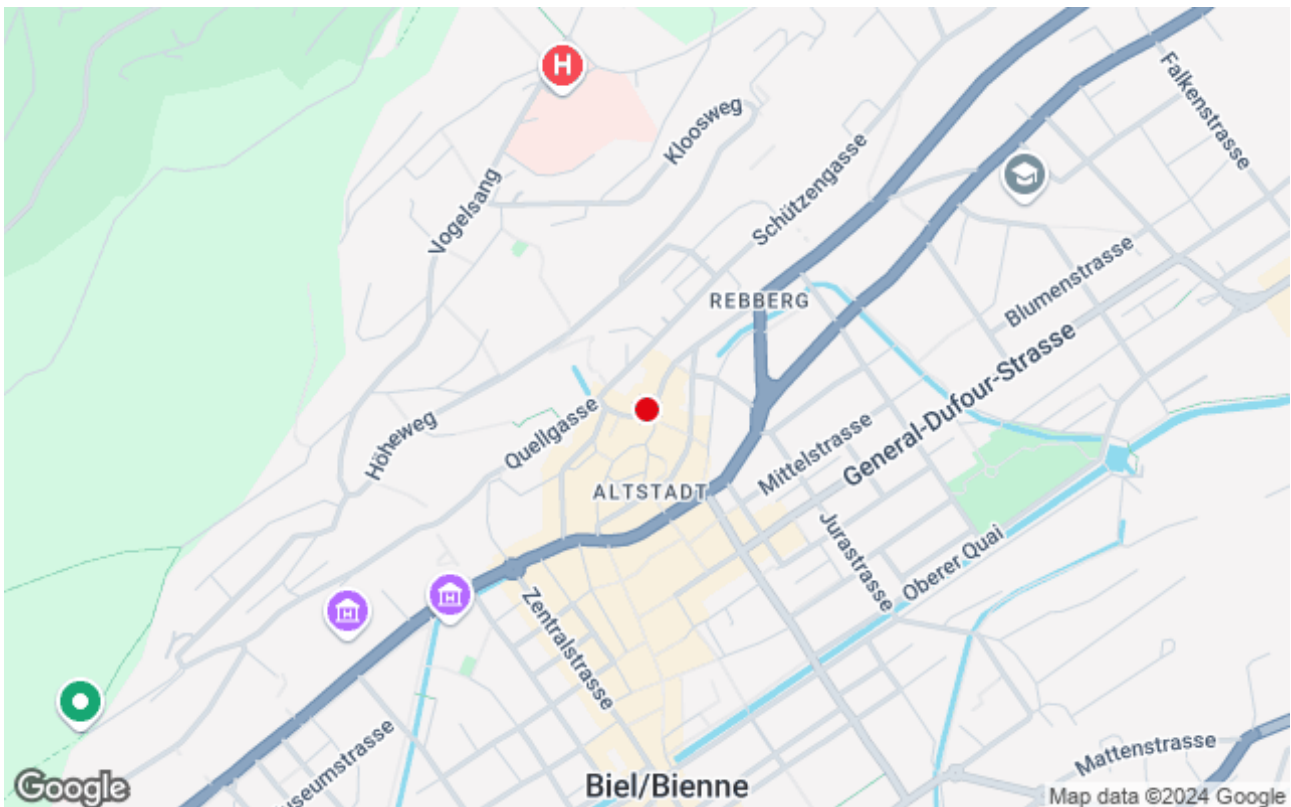 H
Falkenstrasse
Kloosweg
Schützengasse
Vogelsang
Blumenstrasse
REBBERG
General-Dufour-Strasse
Höheweg
Quellgasse
Mittelstrasse
ALTSTADT
Jurastrasse
Oberer Quai
Zentralstrasse
useumstrasse
Mattenstrasse
Biel/Bienne
Google
Map data ©2024 Google